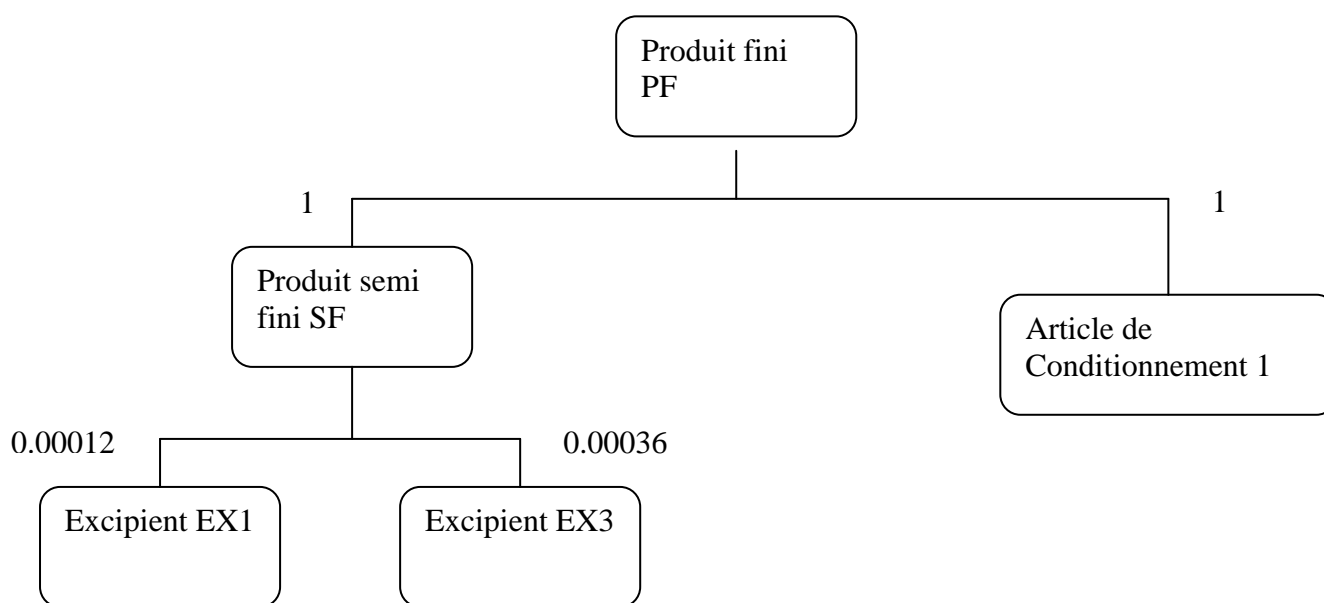 Produit fini
PF
1
1
Produit semi
fini SF
Article de
Conditionnement 1
0.00012
0.00036
Excipient EX1
Excipient EX3